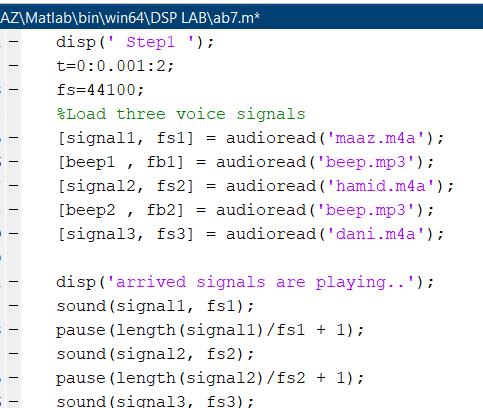 AZ\Matlab\bin\win64\DSP LAB\ab7.m*
disp(' Step1 ');
t=0:0.001:2;
fs=44100;
%Load three voice signals
[signal1, fs1] = audioread('maaz.m4a');
[beep1 , fb1] = audioread('beep.mp3');
[signal2, fs2] = audioread('hamid.m4a');
[beep2 , fb2] = audioread('beep.mp3');
[signal3, fs3] = audioread('dani.m4a');
disp('arrived signals are playing..');
sound(signal1, fs1);
pause(length(signal1)/fs1 + 1);
sound(signal2, fs2);
pause(length(signal2)/fs2 + 1);
sound(signal3, fs3);